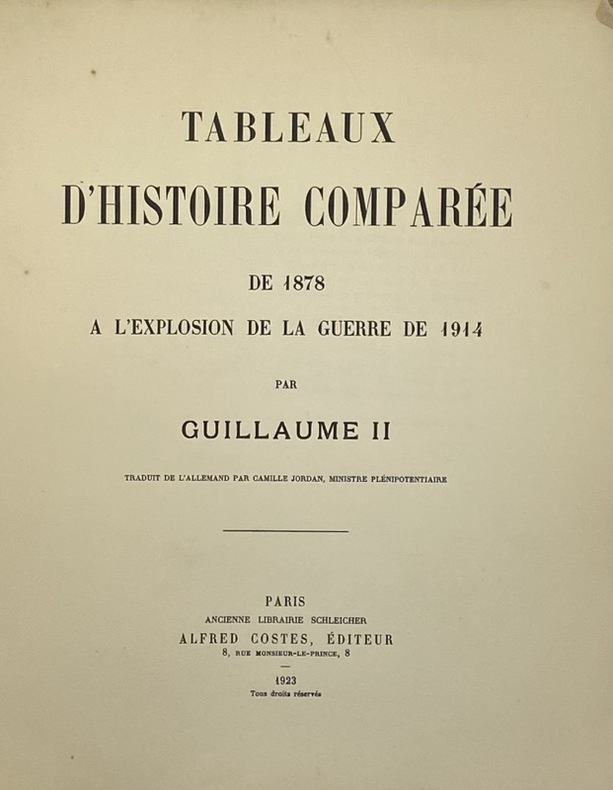 TABLEAUX
D'HISTOIRE COMPARÉE
DE 1878
A L'EXPLOSION DE LA GUERRE DE 1914
PAR
GUILLAUME II
TRADUIT DE L'ALLEMAND PAR CAMILLE JORDAN, MINISTRE PLÉNIPOTENTIAIRE
PARIS
ANCIENNE LIBRAIRIE SCHLEICHER
ALFRED COSTES, ÉDITEUR
8, RUE MONSIEUR-LE-PRINCE, 8
—
1923
Tous droits réservés